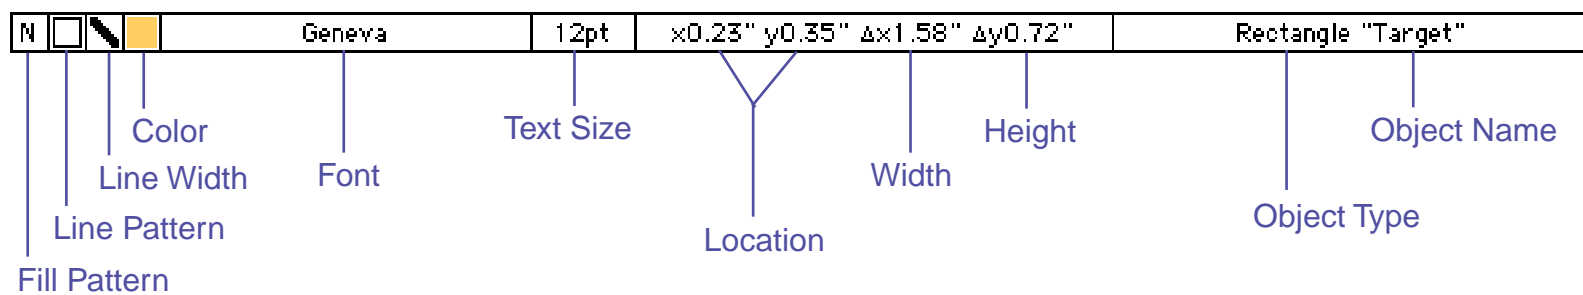 N Geneva 12pt x0.23" y0.35" Δx1.58" Δy0.72" Rectangle "Target"
Color Text Size Height Object Name
Line Width Font Width
Line Pattern Location Object Type
Fill Pattern